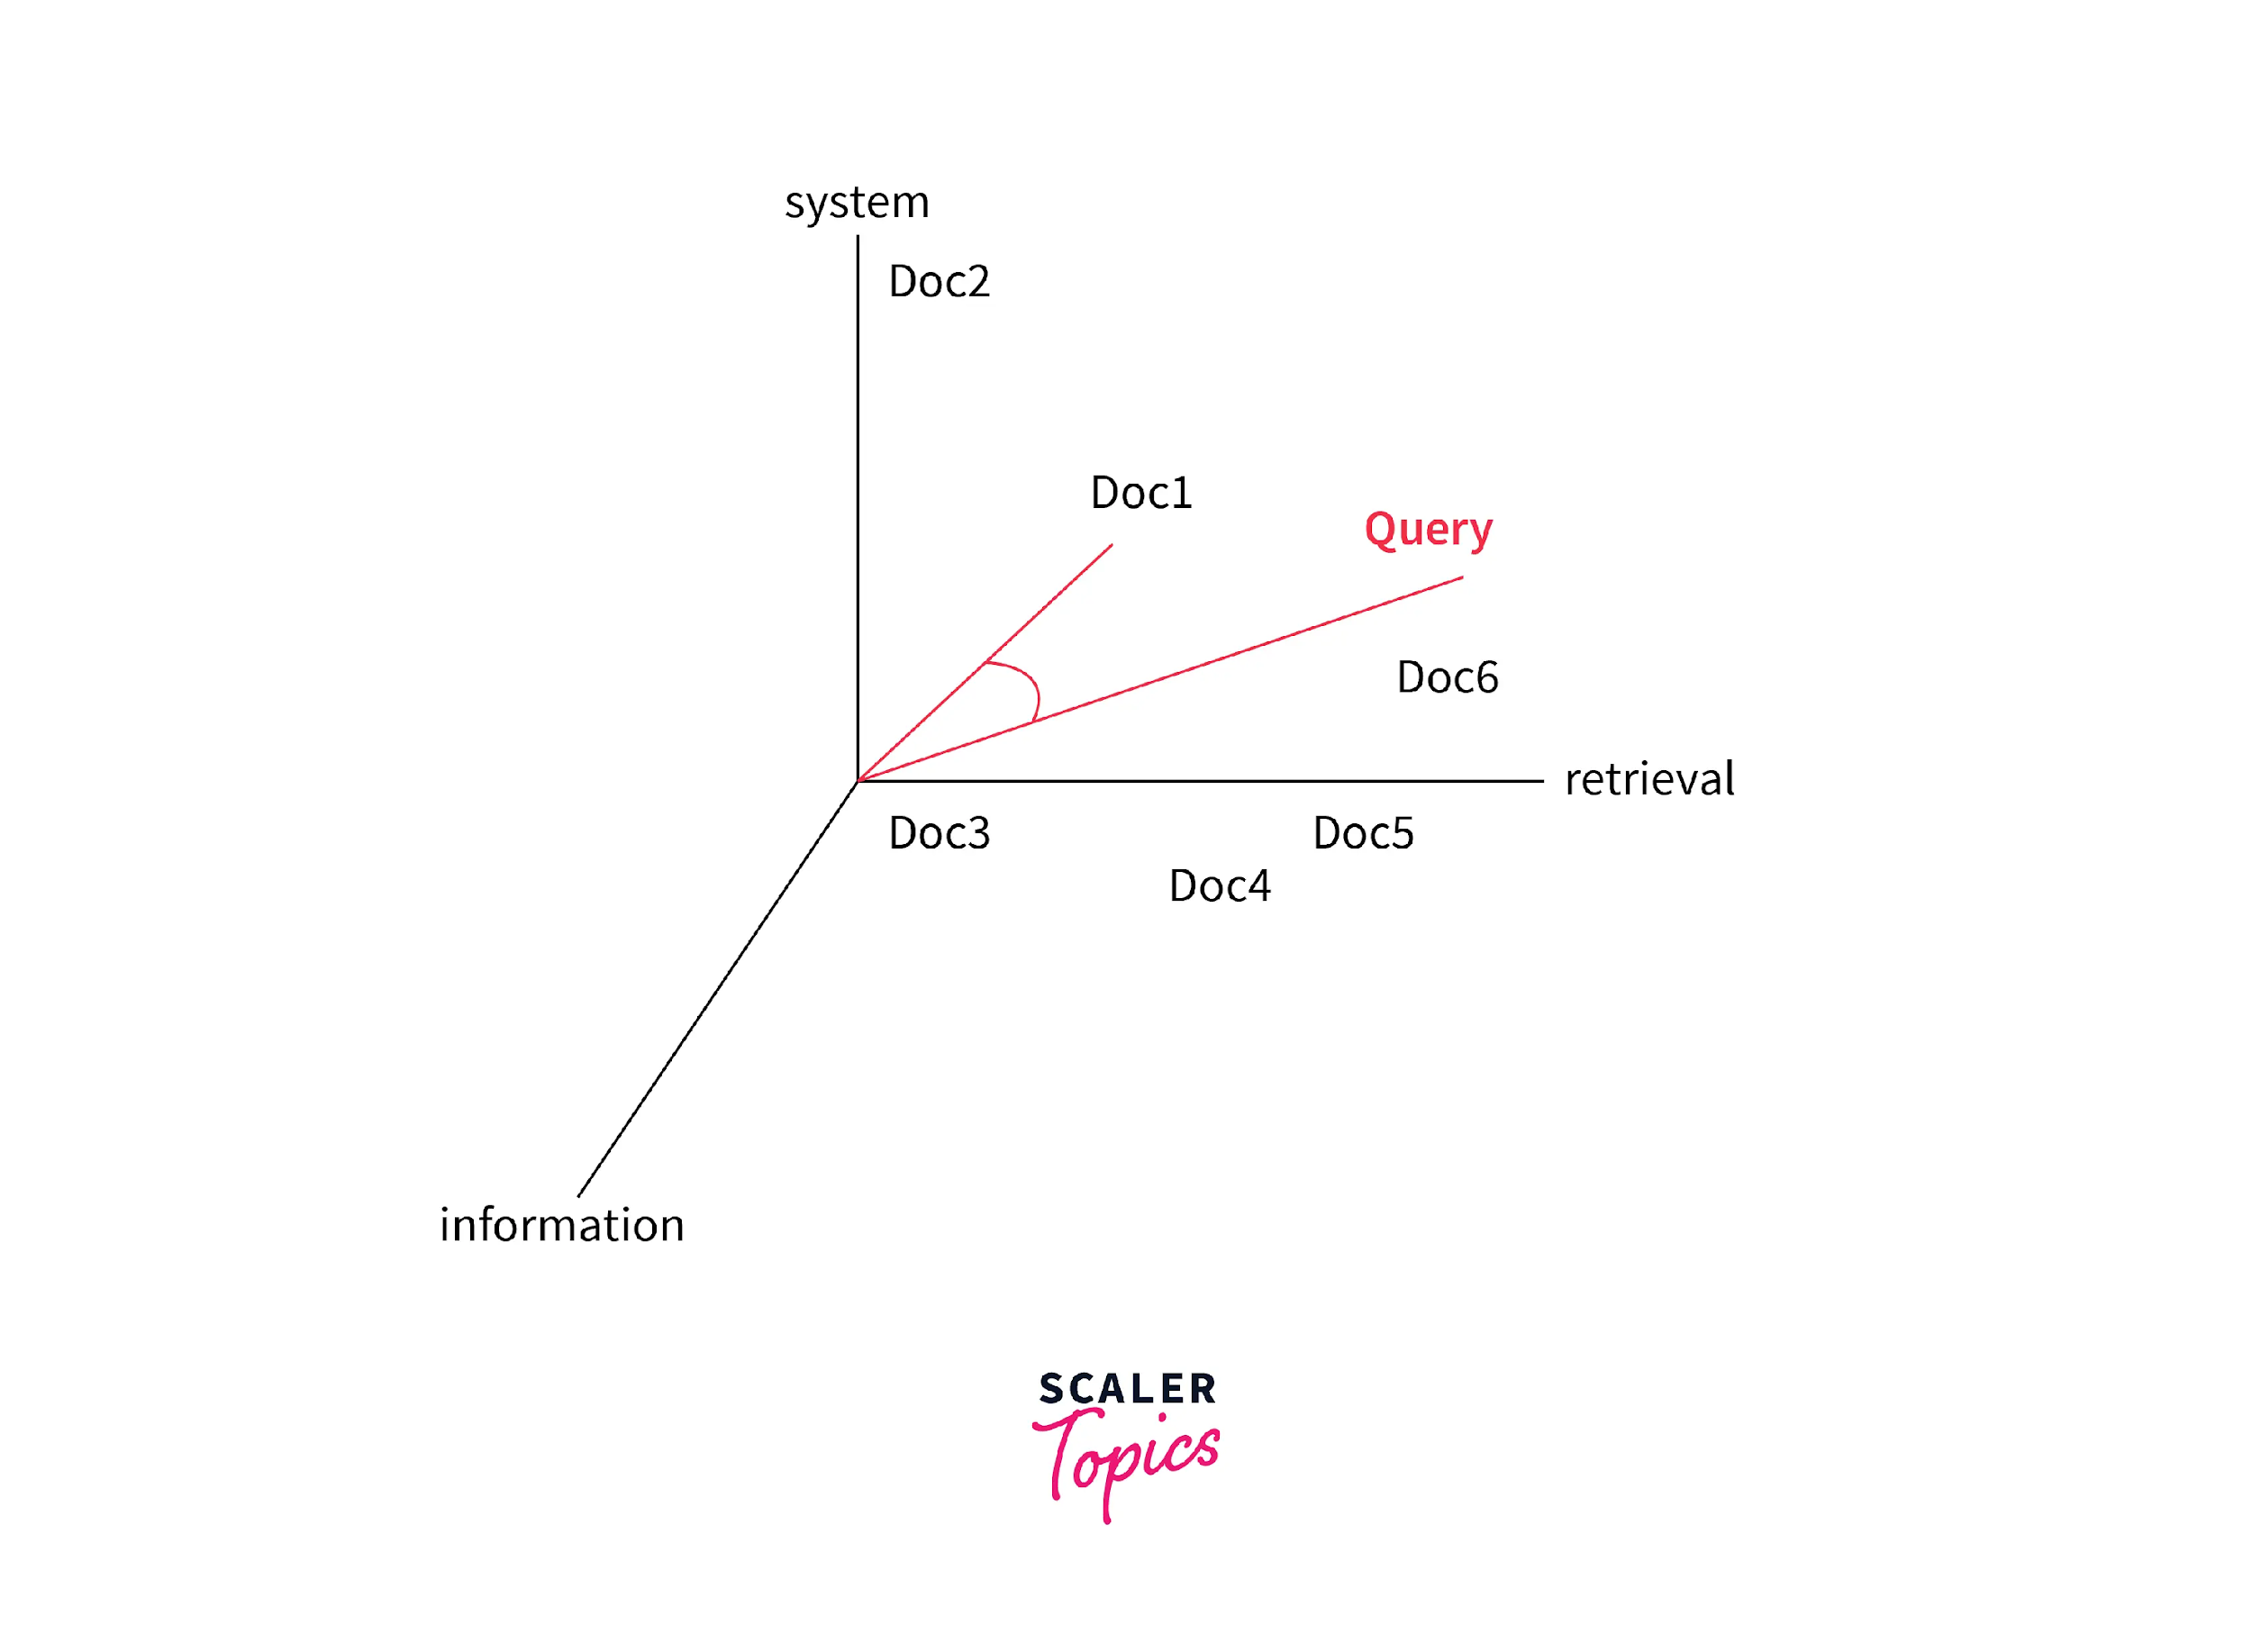 system
Doc2
Doc1
Query
Doc6
retrieval
Doc3
Doc5
Doc4
information
SCALER
Topics